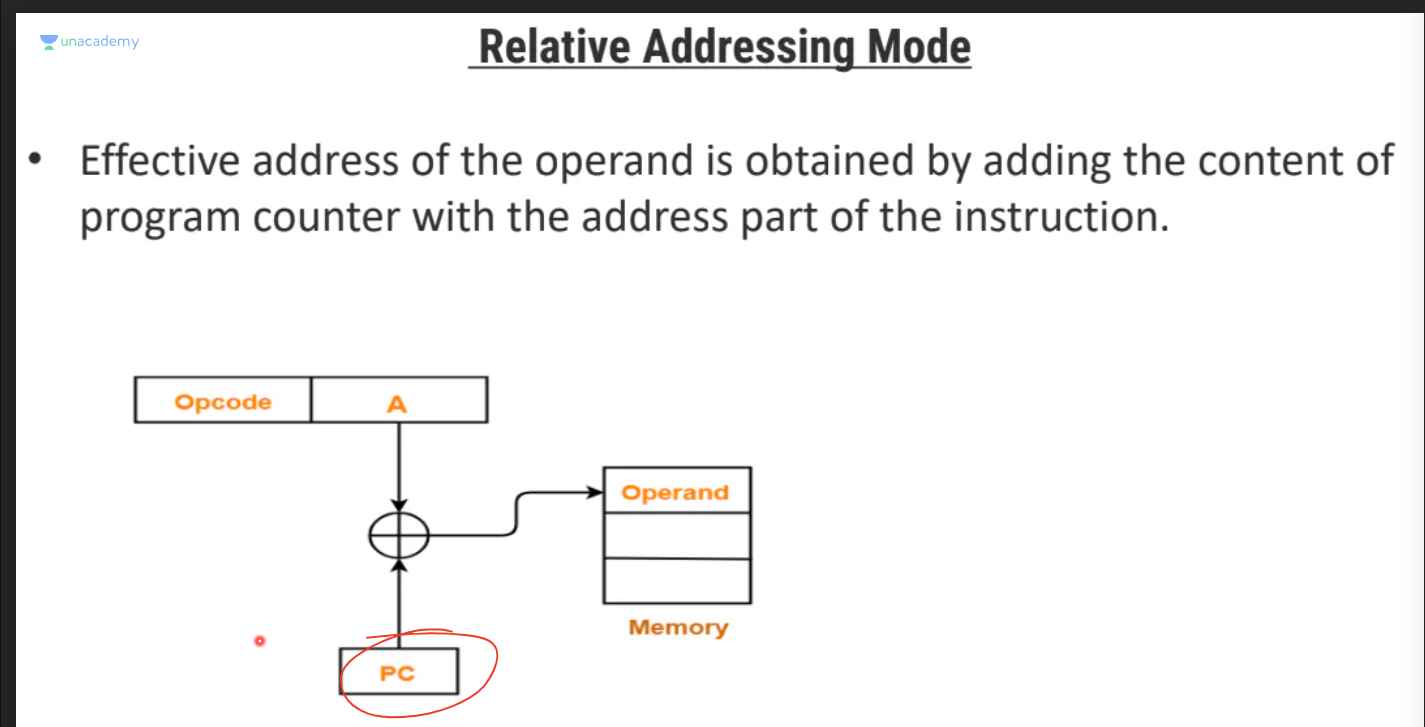 unacademy
Relative Addressing Mode
• Effective address of the operand is obtained by adding the content of
program counter with the address part of the instruction.
Opcode A
Operand
Memory
PC